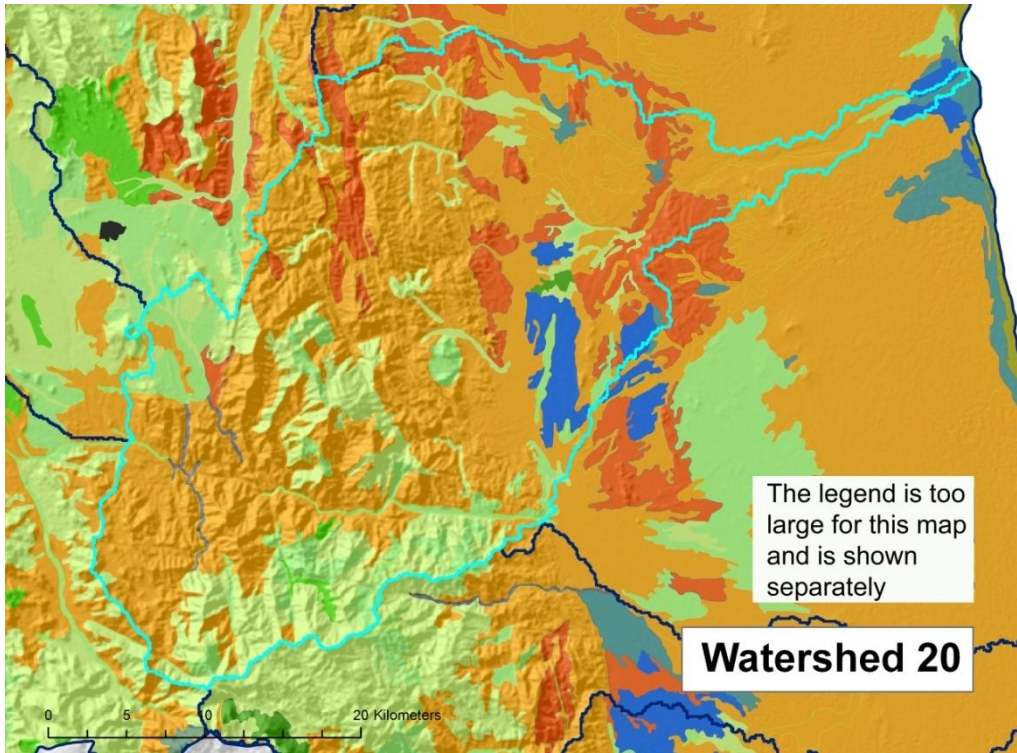 The legend is too
large for this map
and is shown
separately
Watershed 20
0 5 10 20 Kilometers